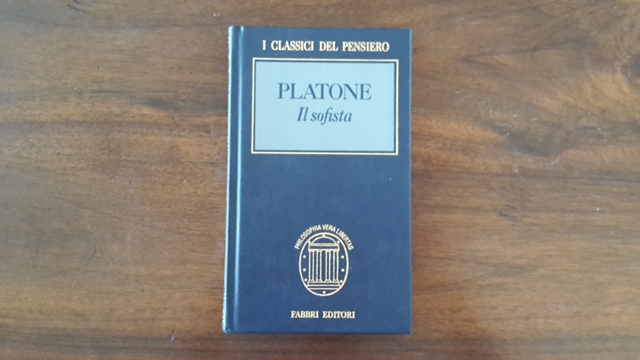 I CLASSICI DEL PENSIERO
PLATONE
Il sofista
PHILOSOPHIA VERA LIBERTAS
FABBRI EDITORI